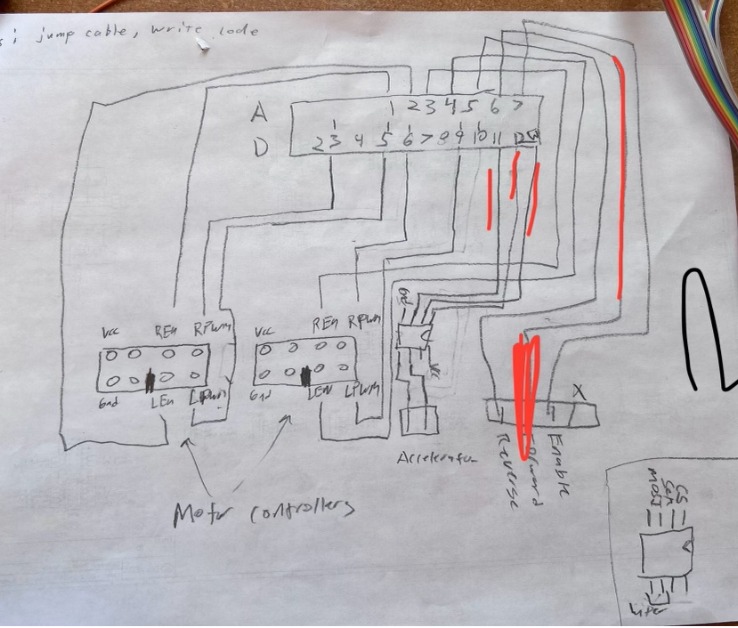 ; jump cable, write code
A 1 2 3 4 5 6 7
D 2 3 4 5 6 7 8 9 10 11 12 13
Vcc REn RPwm
Gnd LEn LPwm
Vcc REn RPwm
Gnd LEN LPwm
Gnd
Vcc
Accelerator
X
Reverse
Forward
Enable
Motor controllers
MOSI
SCK
CS